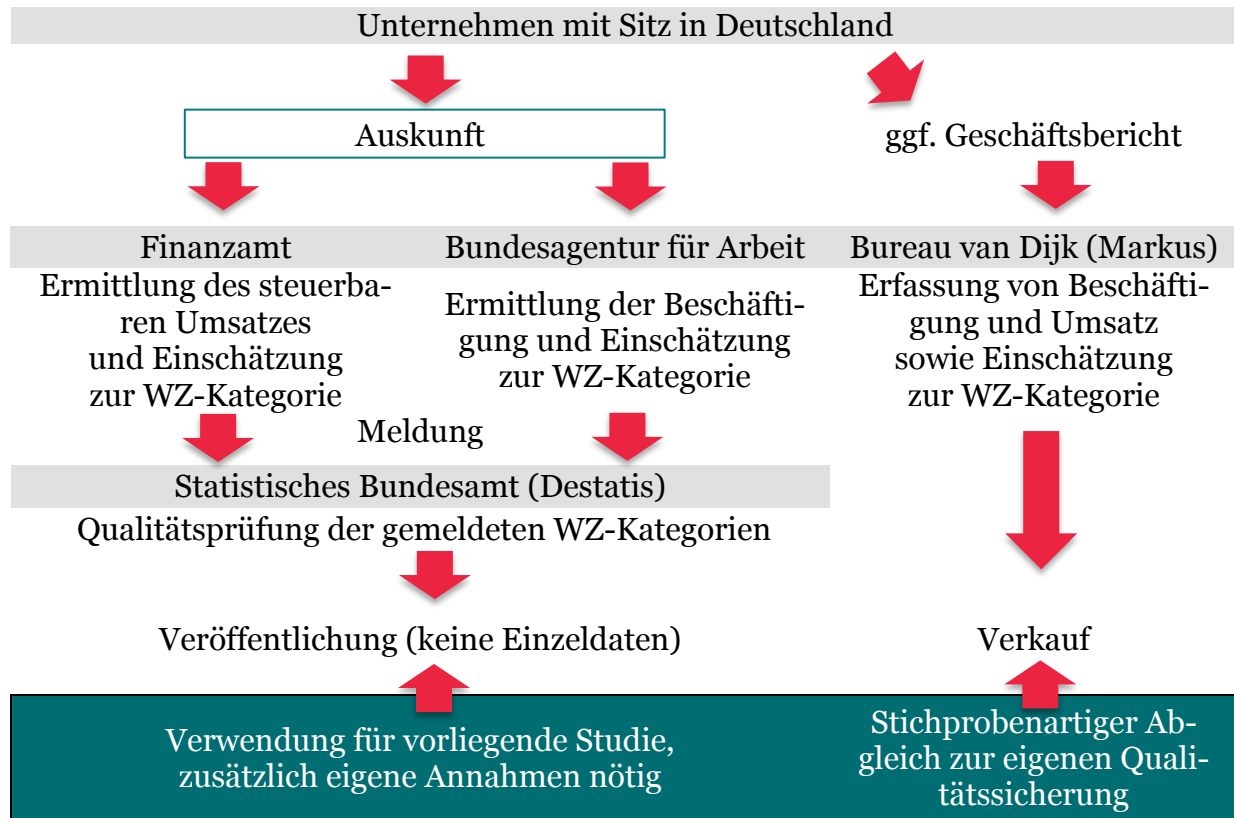 Unternehmen mit Sitz in Deutschland
Auskunft
ggf. Geschäftsbericht
Finanzamt
Bundesagentur für Arbeit
Bureau van Dijk (Markus)
Ermittlung des steuerba-
ren Umsatzes
und Einschätzung
zur WZ-Kategorie
Ermittlung der Beschäfti-
gung und Einschätzung
zur WZ-Kategorie
Erfassung von Beschäfti-
gung und Umsatz
sowie Einschätzung
zur WZ-Kategorie
Meldung
Statistisches Bundesamt (Destatis)
Qualitätsprüfung der gemeldeten WZ-Kategorien
Veröffentlichung (keine Einzeldaten)
Verkauf
Verwendung für vorliegende Studie,
zusätzlich eigene Annahmen nötig
Stichprobenartiger Ab-
gleich zur eigenen Quali-
tätssicherung